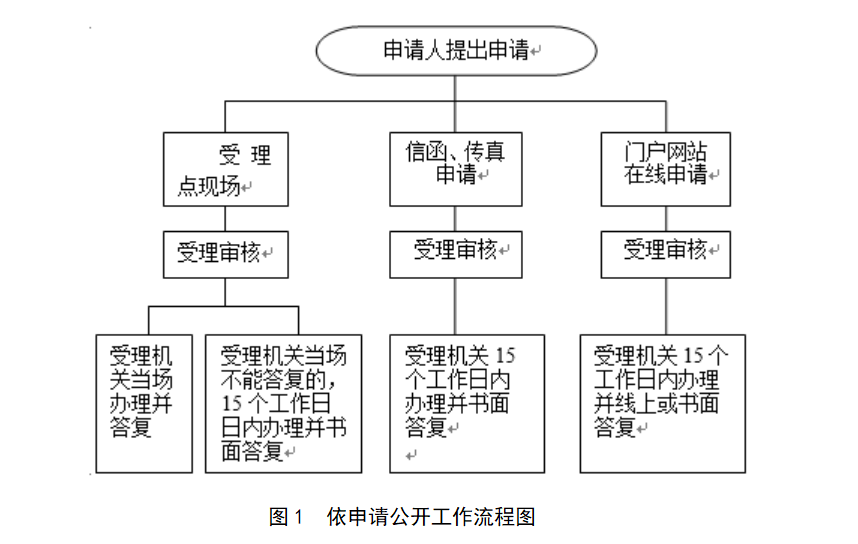 申请人提出申请
受 理
点现场
信函、传真
申请
门户网站
在线申请
受理审核
受理审核
受理审核
受理机
关当场
办理并
答复
受理机关当场
不能答复的，
15个工作日
日内办理并书
面答复
受理机关 15
个工作日内
办理并书面
答复
受理机关 15 个
工作日内办理
并线上或书面
答复
图 1 依申请公开工作流程图